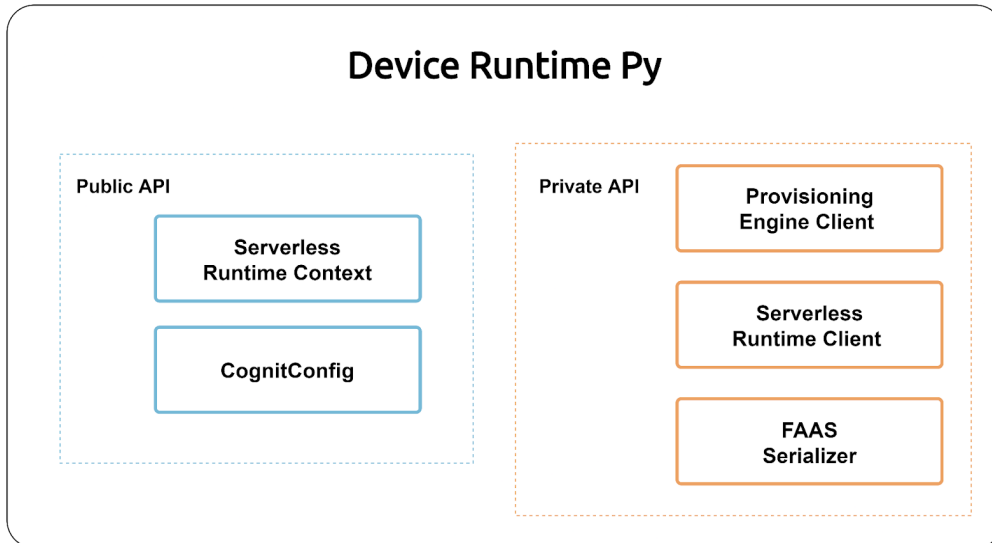 Device Runtime Py
Public API
Serverless
Runtime Context
CognitConfig
Private API
Provisioning
Engine Client
Serverless
Runtime Client
FAAS
Serializer